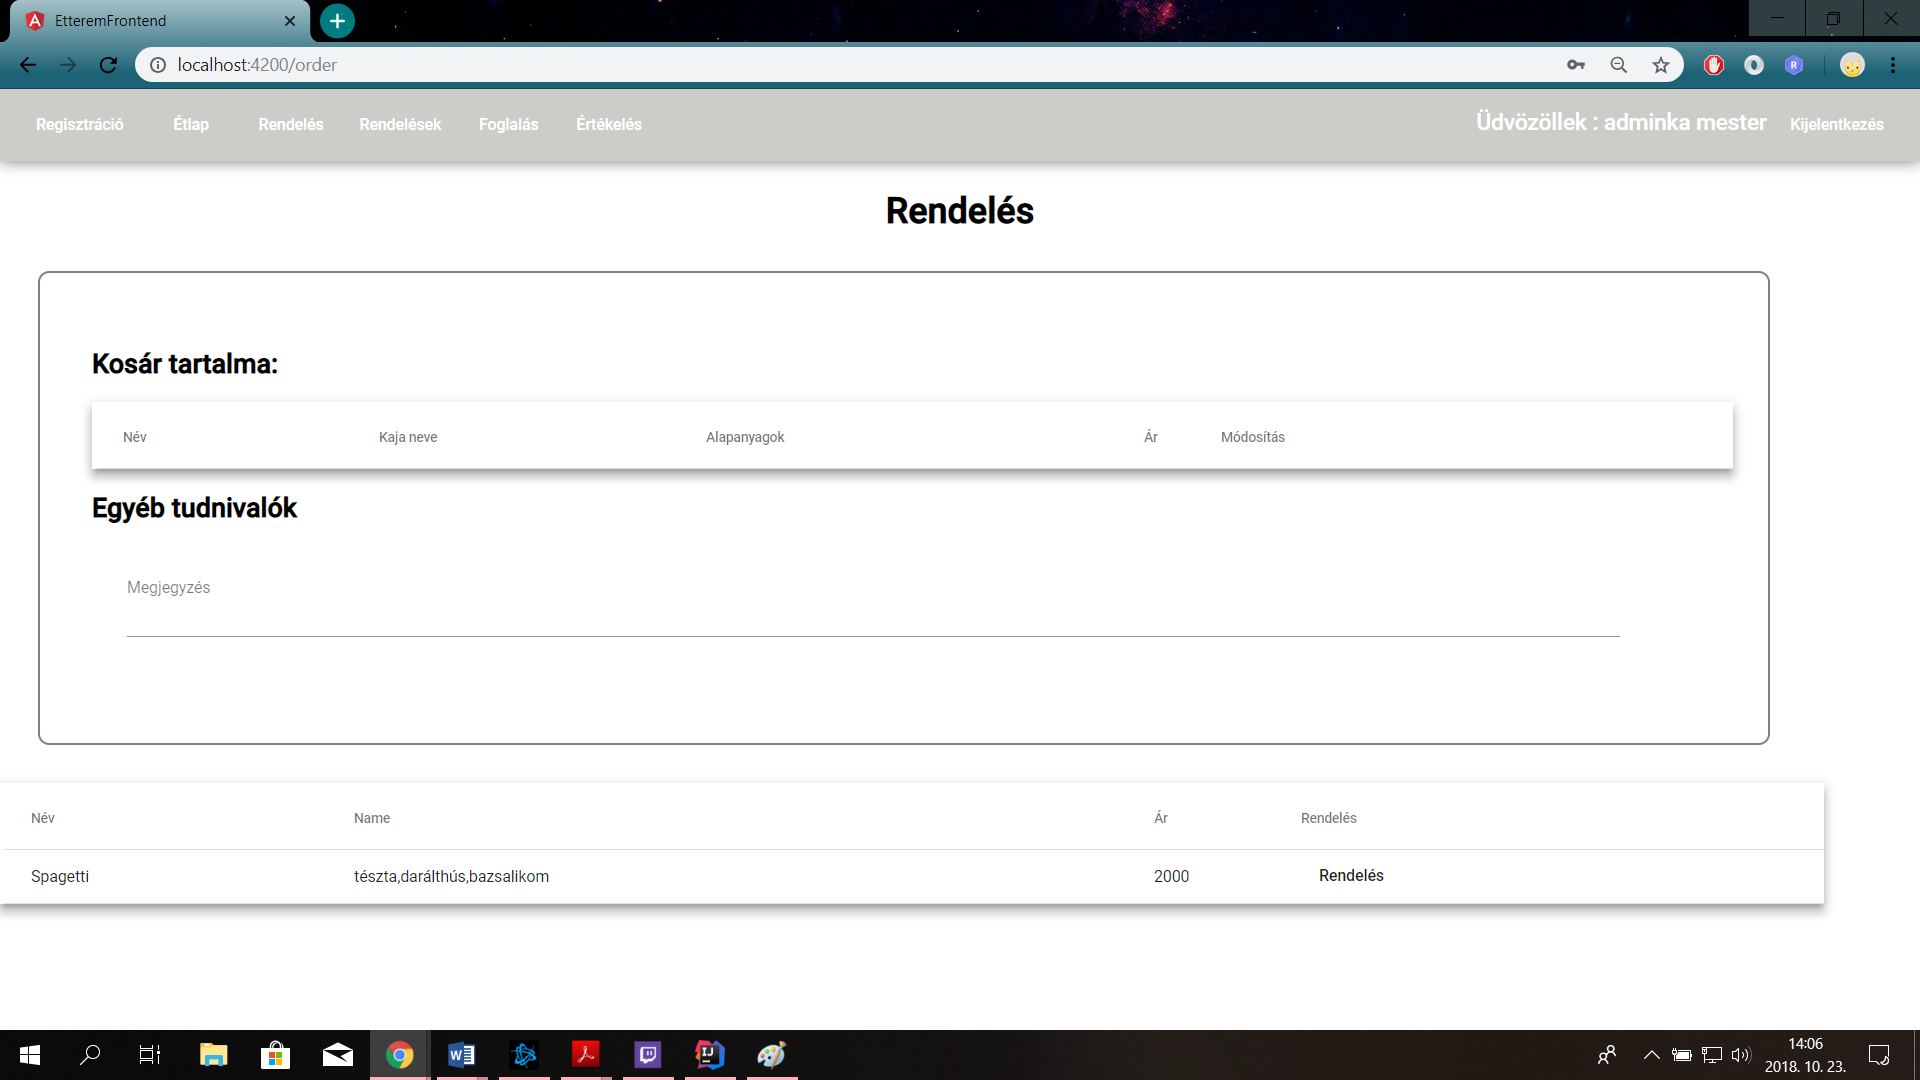 EtteremFrontend
localhost:4200/order
Regisztráció Étlap Rendelés Rendelések Foglalás Értékelés Üdvözöllek : adminka mester Kijelentkezés
Rendelés
Kosár tartalma:
Név Kaja neve Alapanyagok Ár Módosítás
Egyéb tudnivalók
Megjegyzés
Név Name Ár Rendelés
Spagetti tészta,darálthús,bazsalikom 2000 Rendelés
14:06
2018. 10. 23.